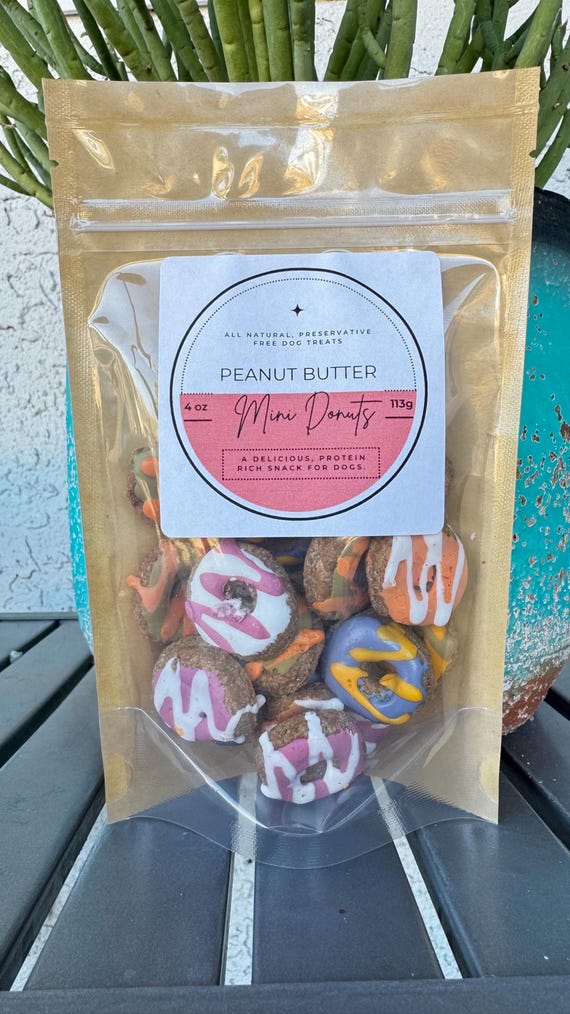 ALL NATURAL, PRESERVATIVE
FREE DOG TREATS
PEANUT BUTTER
4 oz Mini Donuts 113g
A DELICIOUS, PROTEIN
RICH SNACK FOR DOGS.